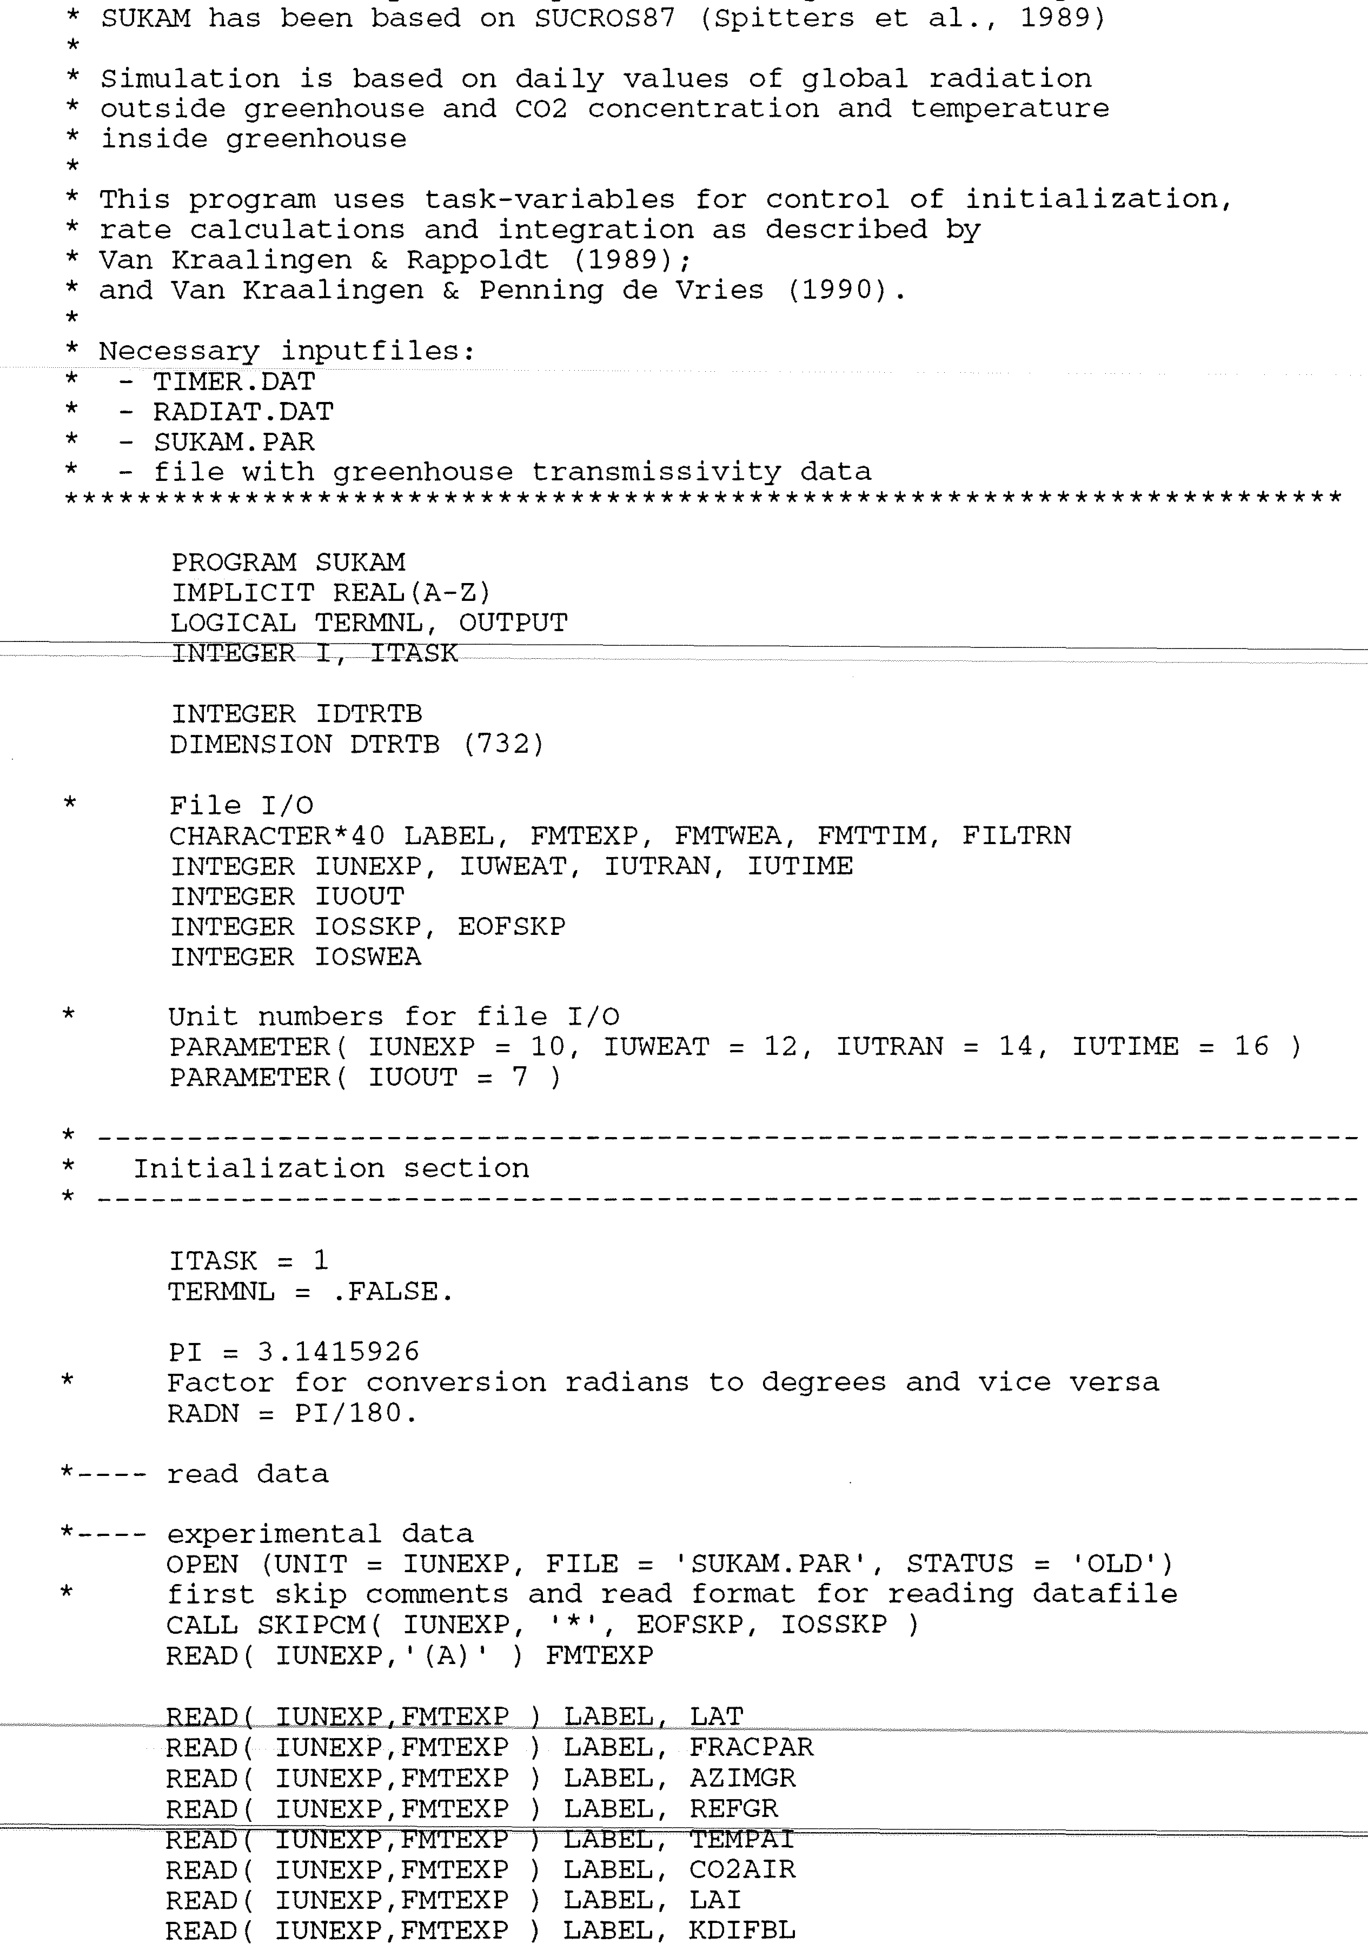 * SUKAM has been based on SUCROS87 (Spitters et al., 1989)
*
* Simulation is based on daily values of global radiation
* outside greenhouse and CO2 concentration and temperature
* inside greenhouse
*
* This program uses task-variables for control of initialization,
* rate calculations and integration as described by
* Van Kraalingen & Rappoldt (1989);
* and Van Kraalingen & Penning de Vries (1990).
*
* Necessary inputfiles:
*  - TIMER.DAT
*  - RADIAT.DAT
*  - SUKAM.PAR
*  - file with greenhouse transmissivity data
***********************************************************************

      PROGRAM SUKAM
      IMPLICIT REAL(A-Z)
      LOGICAL TERMNL, OUTPUT
      INTEGER I, ITASK

      INTEGER IDTRTB
      DIMENSION DTRTB (732)

*     File I/O
      CHARACTER*40 LABEL, FMTEXP, FMTWEA, FMTTIM, FILTRN
      INTEGER IUNEXP, IUWEAT, IUTRAN, IUTIME
      INTEGER IUOUT
      INTEGER IOSSKP, EOFSKP
      INTEGER IOSWEA

*     Unit numbers for file I/O
      PARAMETER( IUNEXP = 10, IUWEAT = 12, IUTRAN = 14, IUTIME = 16 )
      PARAMETER( IUOUT = 7 )

* ----------------------------------------------------------------------
*   Initialization section
* ----------------------------------------------------------------------

      ITASK = 1
      TERMNL = .FALSE.

      PI = 3.1415926
*     Factor for conversion radians to degrees and vice versa
      RADN = PI/180.

*---- read data

*---- experimental data
      OPEN (UNIT = IUNEXP, FILE = 'SUKAM.PAR', STATUS = 'OLD')
*     first skip comments and read format for reading datafile
      CALL SKIPCM( IUNEXP, '*', EOFSKP, IOSSKP )
      READ( IUNEXP,'(A)' ) FMTEXP

      READ( IUNEXP,FMTEXP ) LABEL, LAT
      READ( IUNEXP,FMTEXP ) LABEL, FRACPAR
      READ( IUNEXP,FMTEXP ) LABEL, AZIMGR
      READ( IUNEXP,FMTEXP ) LABEL, REFGR
      READ( IUNEXP,FMTEXP ) LABEL, TEMPAI
      READ( IUNEXP,FMTEXP ) LABEL, CO2AIR
      READ( IUNEXP,FMTEXP ) LABEL, LAI
      READ( IUNEXP,FMTEXP ) LABEL, KDIFBL